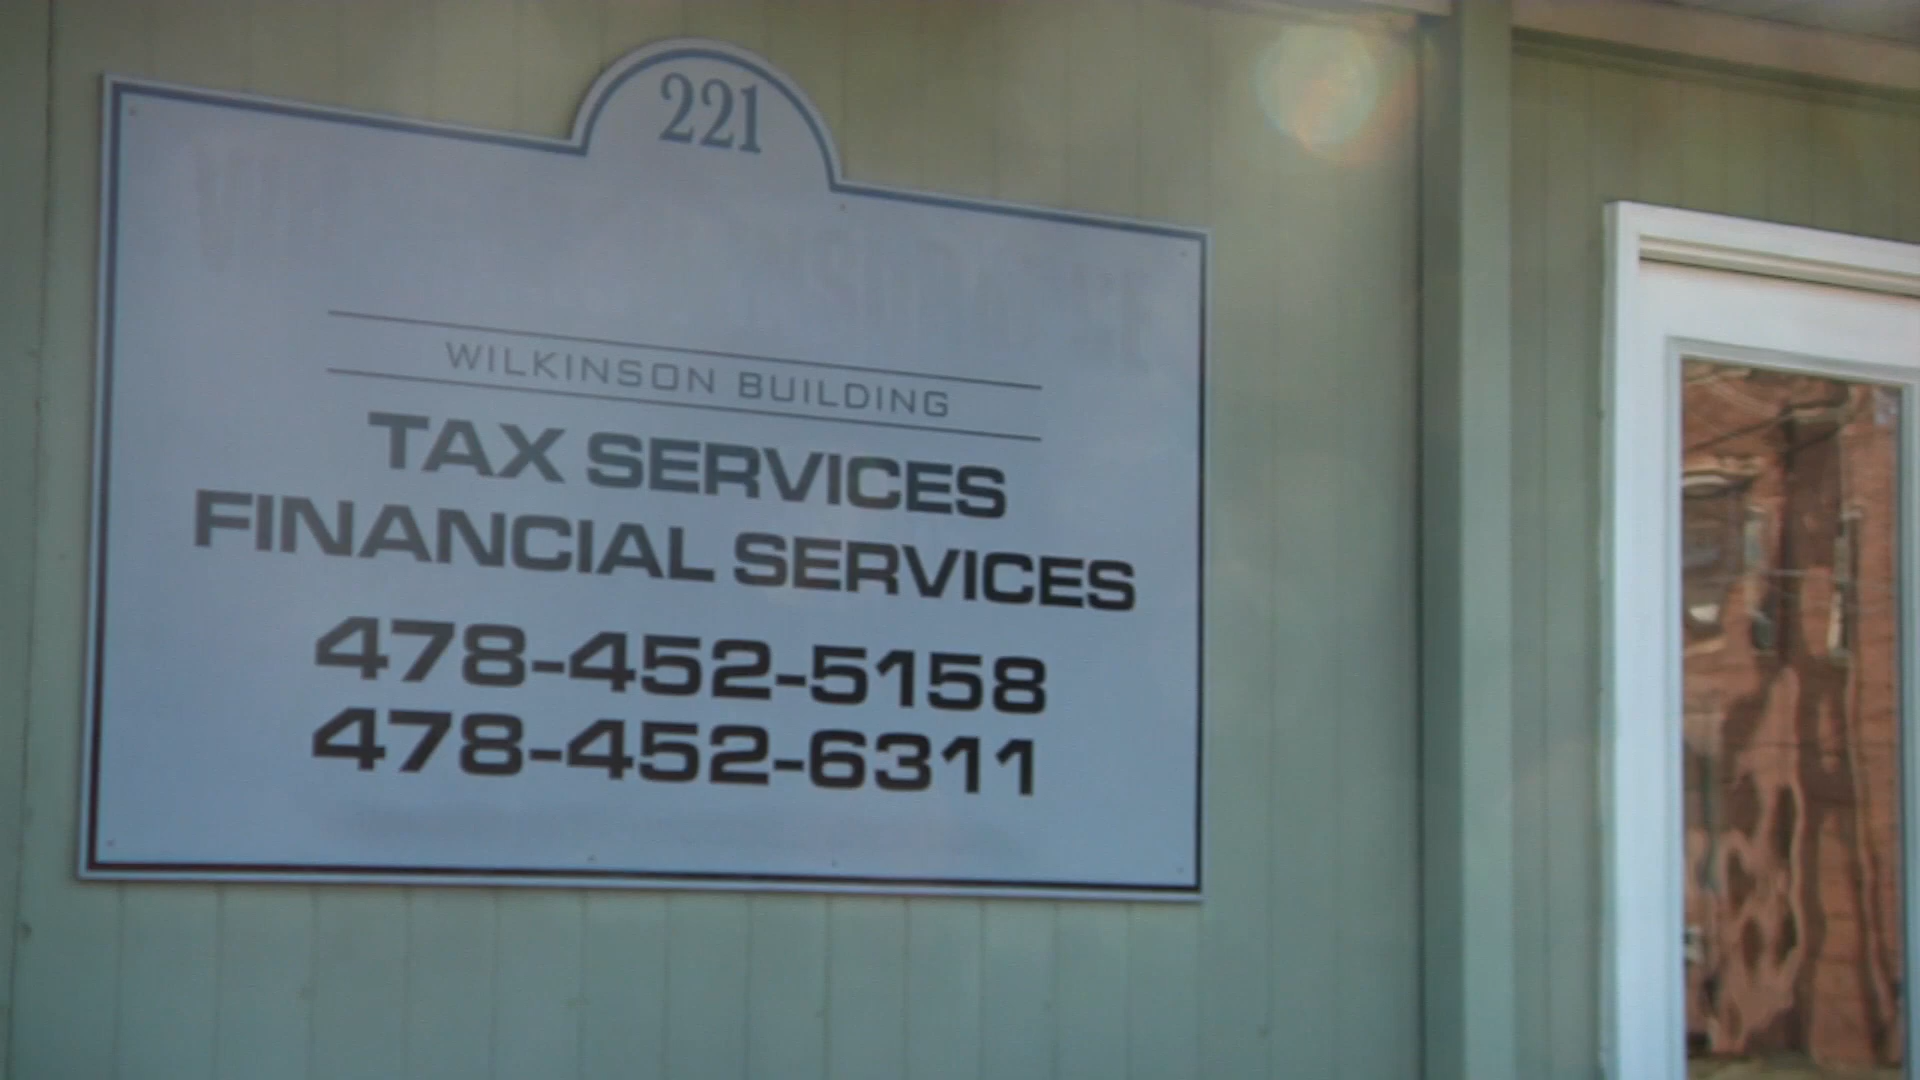 221
WILKINSON BUILDING
TAX SERVICES
FINANCIAL SERVICES
478-452-5158
478-452-6311